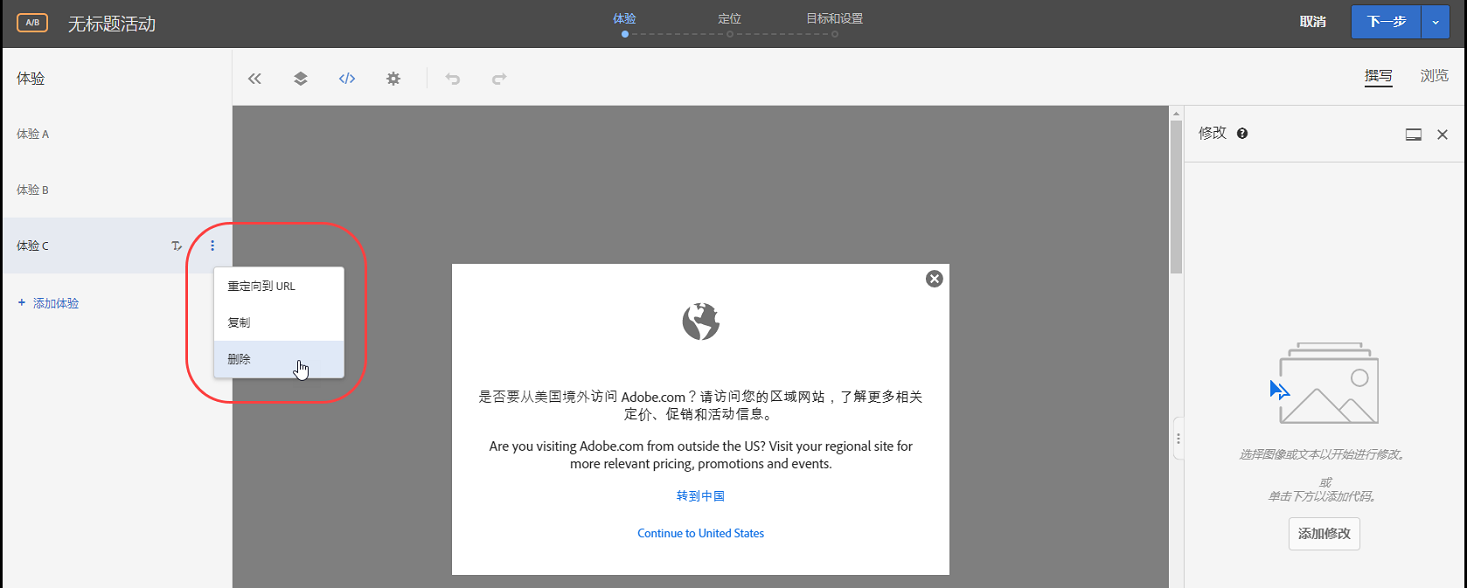 A/B 无标题活动
体验 定位 目标和设置
取消 下一步
体验
撰写 浏览
体验 A
体验 B
体验 C
添加体验
重定向到 URL
复制
删除
是否要从美国境外访问 Adobe.com？请访问您的区域网站，了解更多相关
定价、促销和活动信息。
Are you visiting Adobe.com from outside the US? Visit your regional site for
more relevant pricing, promotions and events.
转到中国
Continue to United States
修改
选择图像或文本以开始进行修改。
或
单击下方以添加代码。
添加修改